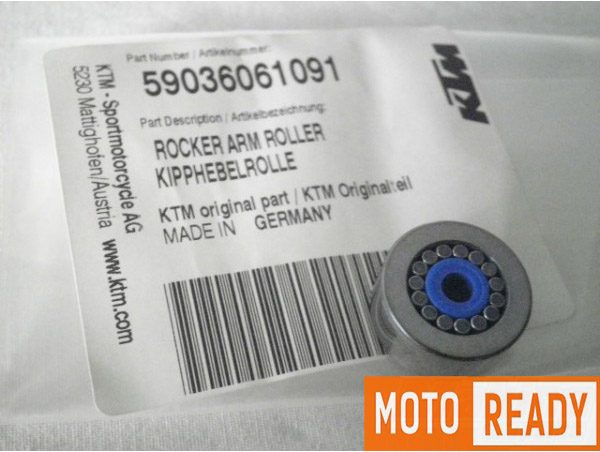 Part Number / Artikelnummer:
59036061091
Part Description / Artikelbezeichnung:
ROCKER ARM ROLLER
KIPPHEBELROLLE
KTM original part / KTM Originalteil
MADE IN GERMANY
KTM - Sportmotorcycle AG
5230 Mattighofen/Austria www.ktm.com
KTM
MOTO READY